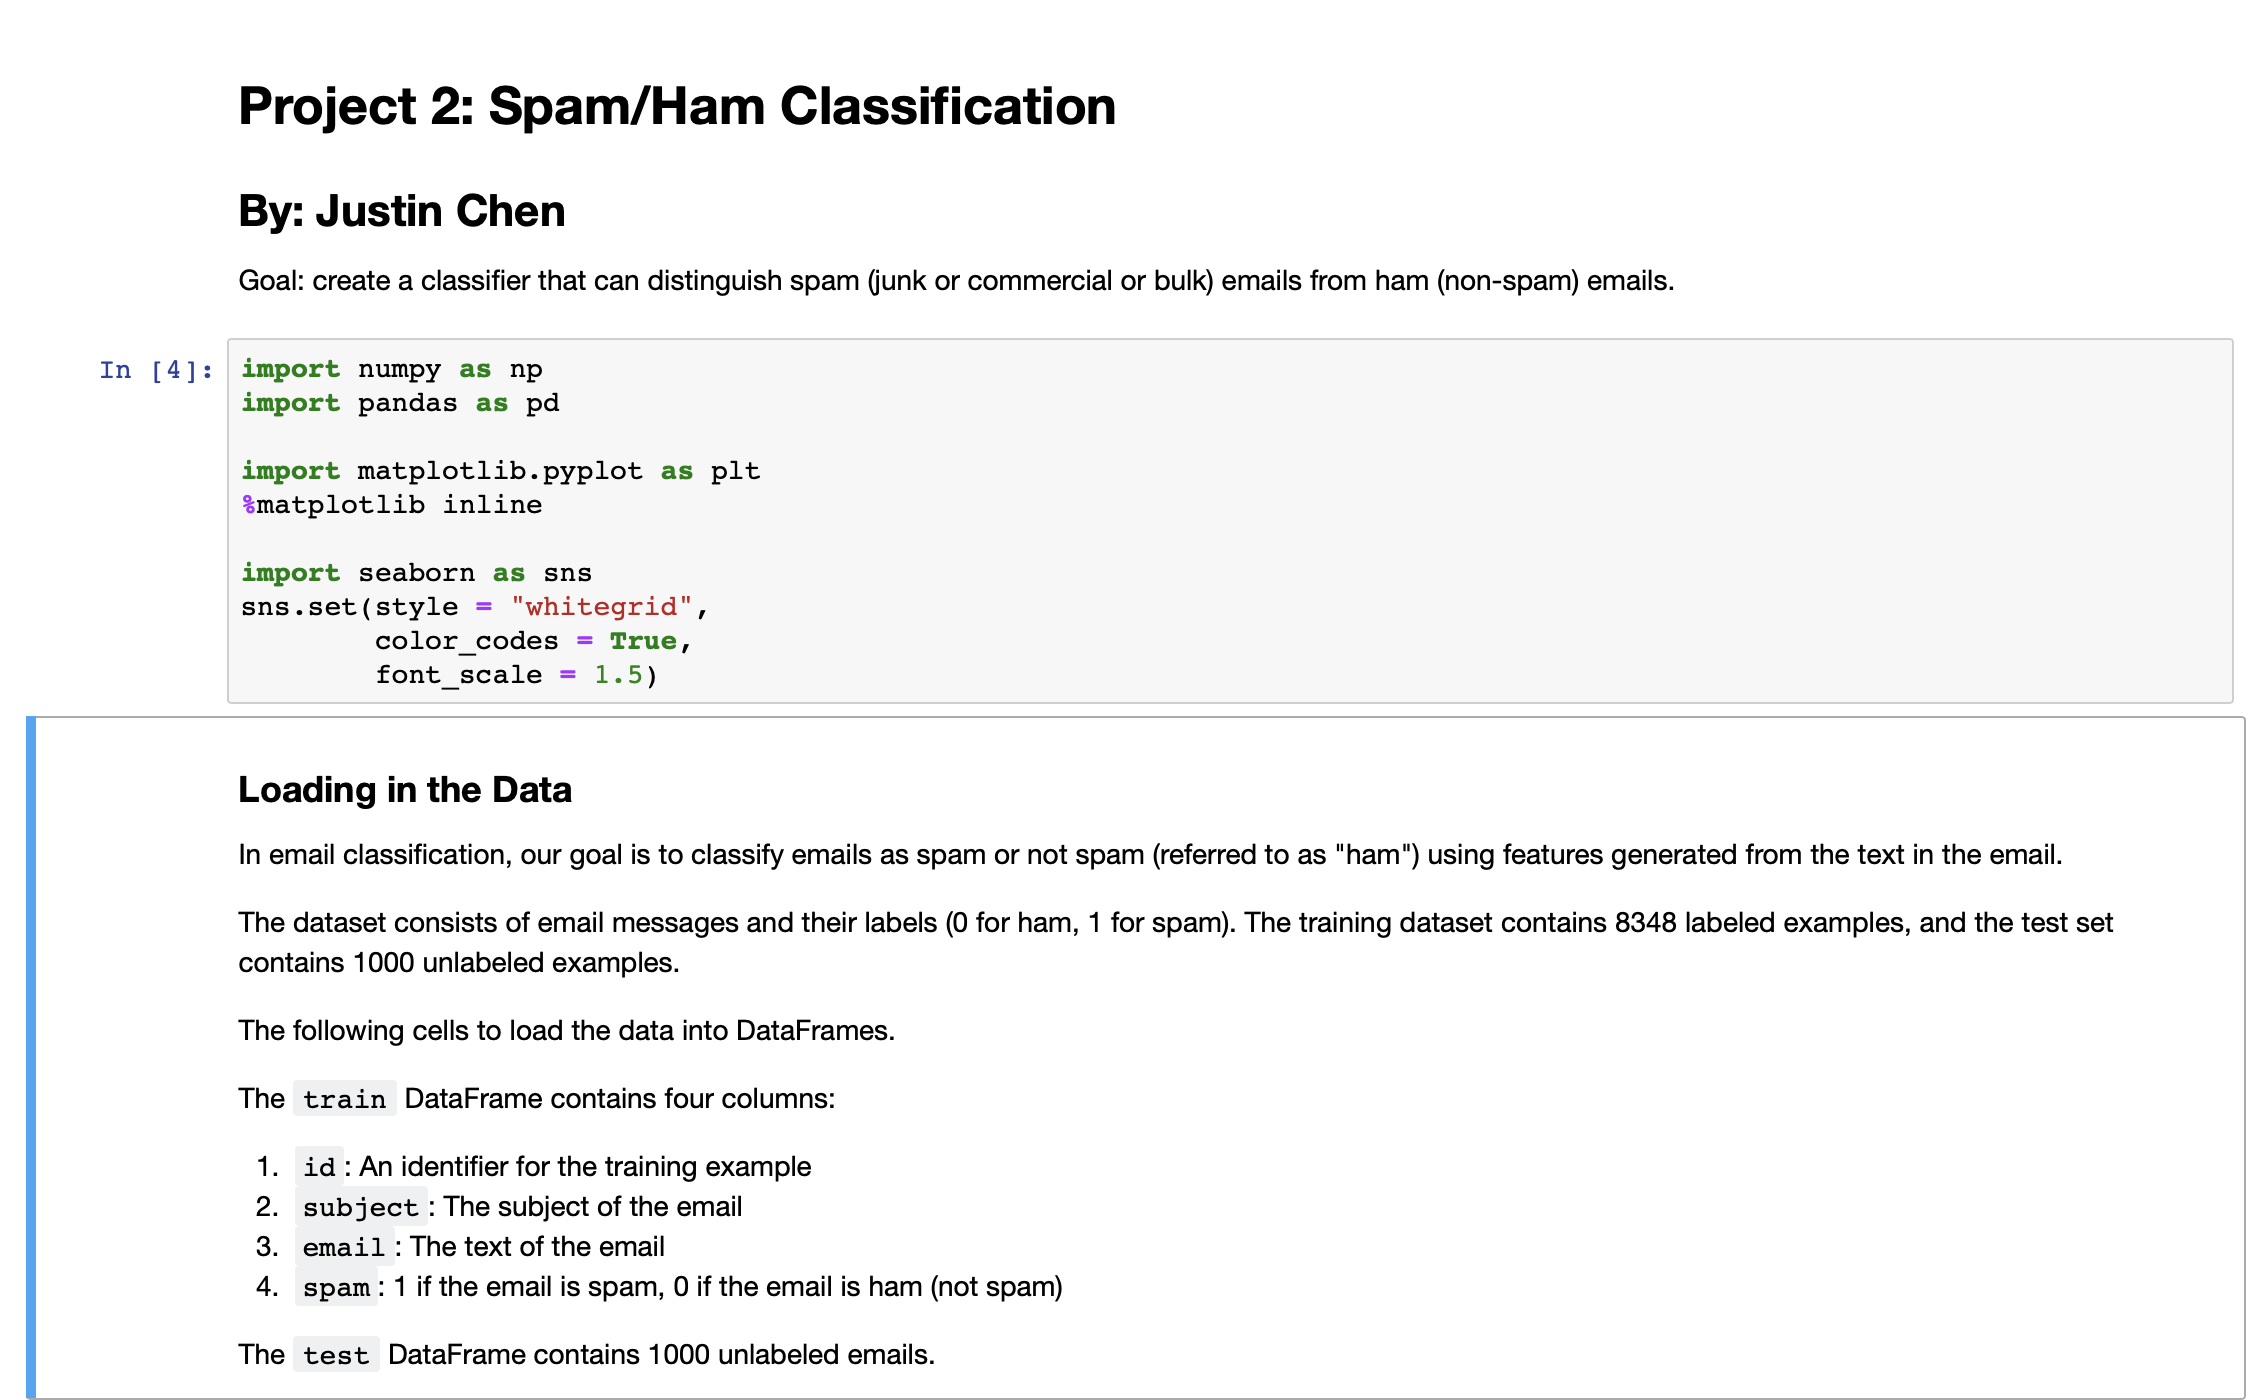 Project 2: Spam/Ham Classification
By: Justin Chen
Goal: create a classifier that can distinguish spam (junk or commercial or bulk) emails from ham (non-spam) emails.
In [4]:
import numpy as np
import pandas as pd
import matplotlib.pyplot as plt
%matplotlib inline
import seaborn as sns
sns.set(style = "whitegrid",
        color_codes = True,
        font_scale = 1.5)
Loading in the Data
In email classification, our goal is to classify emails as spam or not spam (referred to as "ham") using features generated from the text in the email.
The dataset consists of email messages and their labels (0 for ham, 1 for spam). The training dataset contains 8348 labeled examples, and the test set
contains 1000 unlabeled examples.
The following cells to load the data into DataFrames.
The train DataFrame contains four columns:
1. id : An identifier for the training example
2. subject : The subject of the email
3. email : The text of the email
4. spam : 1 if the email is spam, 0 if the email is ham (not spam)
The test DataFrame contains 1000 unlabeled emails.